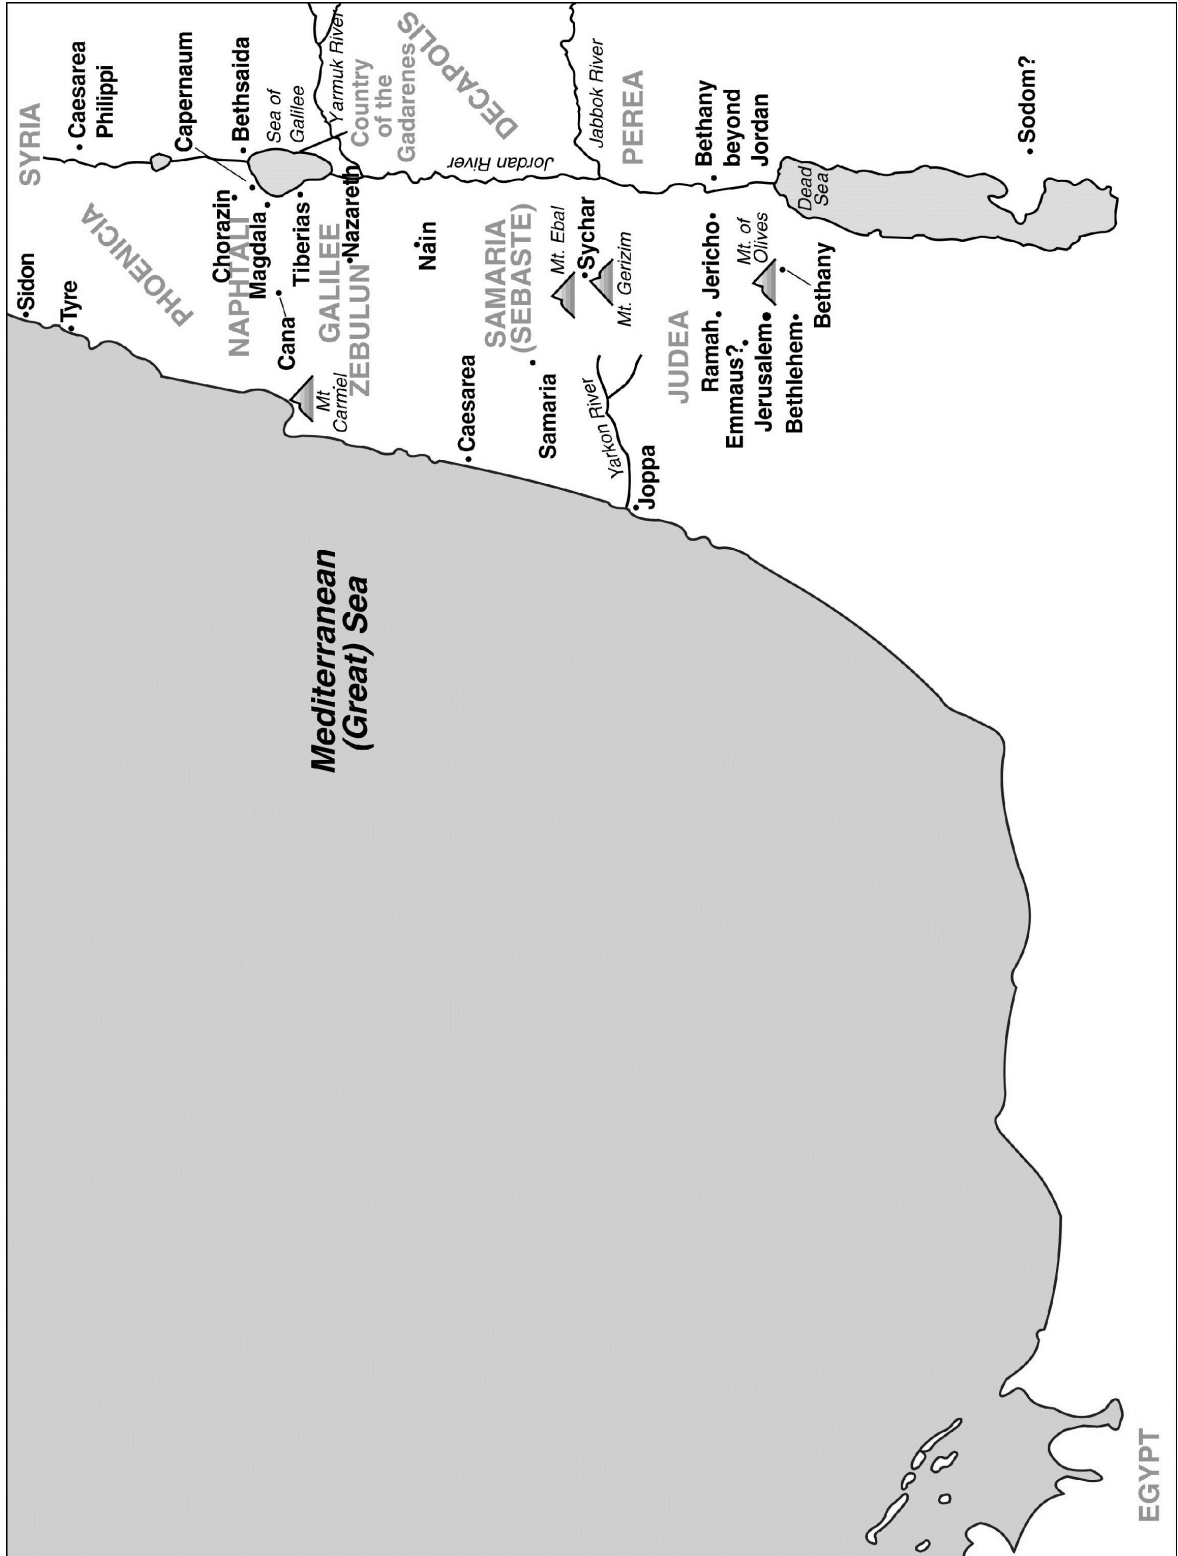 Sidon
Tyre
PHOENICIA
SYRIA
Caesarea
Philippi
Capernaum
Bethsaida
Chorazin
NAPHTALI
Magdala
Sea of
Galilee
Cana
Tiberias
GALILEE
ZEBULUN
Nazareth
Mt
Carmiel
Yarmuk River
Country
of the
Gadarenes
DECAPOLIS
Nain
Jordan River
Caesarea
SAMARIA
(SEBASTE)
Samaria
Mt. Ebal
Sychar
Mt. Gerizim
Jabbok River
PEREA
Yarkon River
Joppa
JUDEA
Ramah
Jericho
Emmaus?
Jerusalem
Bethlehem
Mt. of
Olives
Bethany
Bethany
beyond
Jordan
Dead
Sea
Sodom?
Mediterranean
(Great) Sea
EGYPT